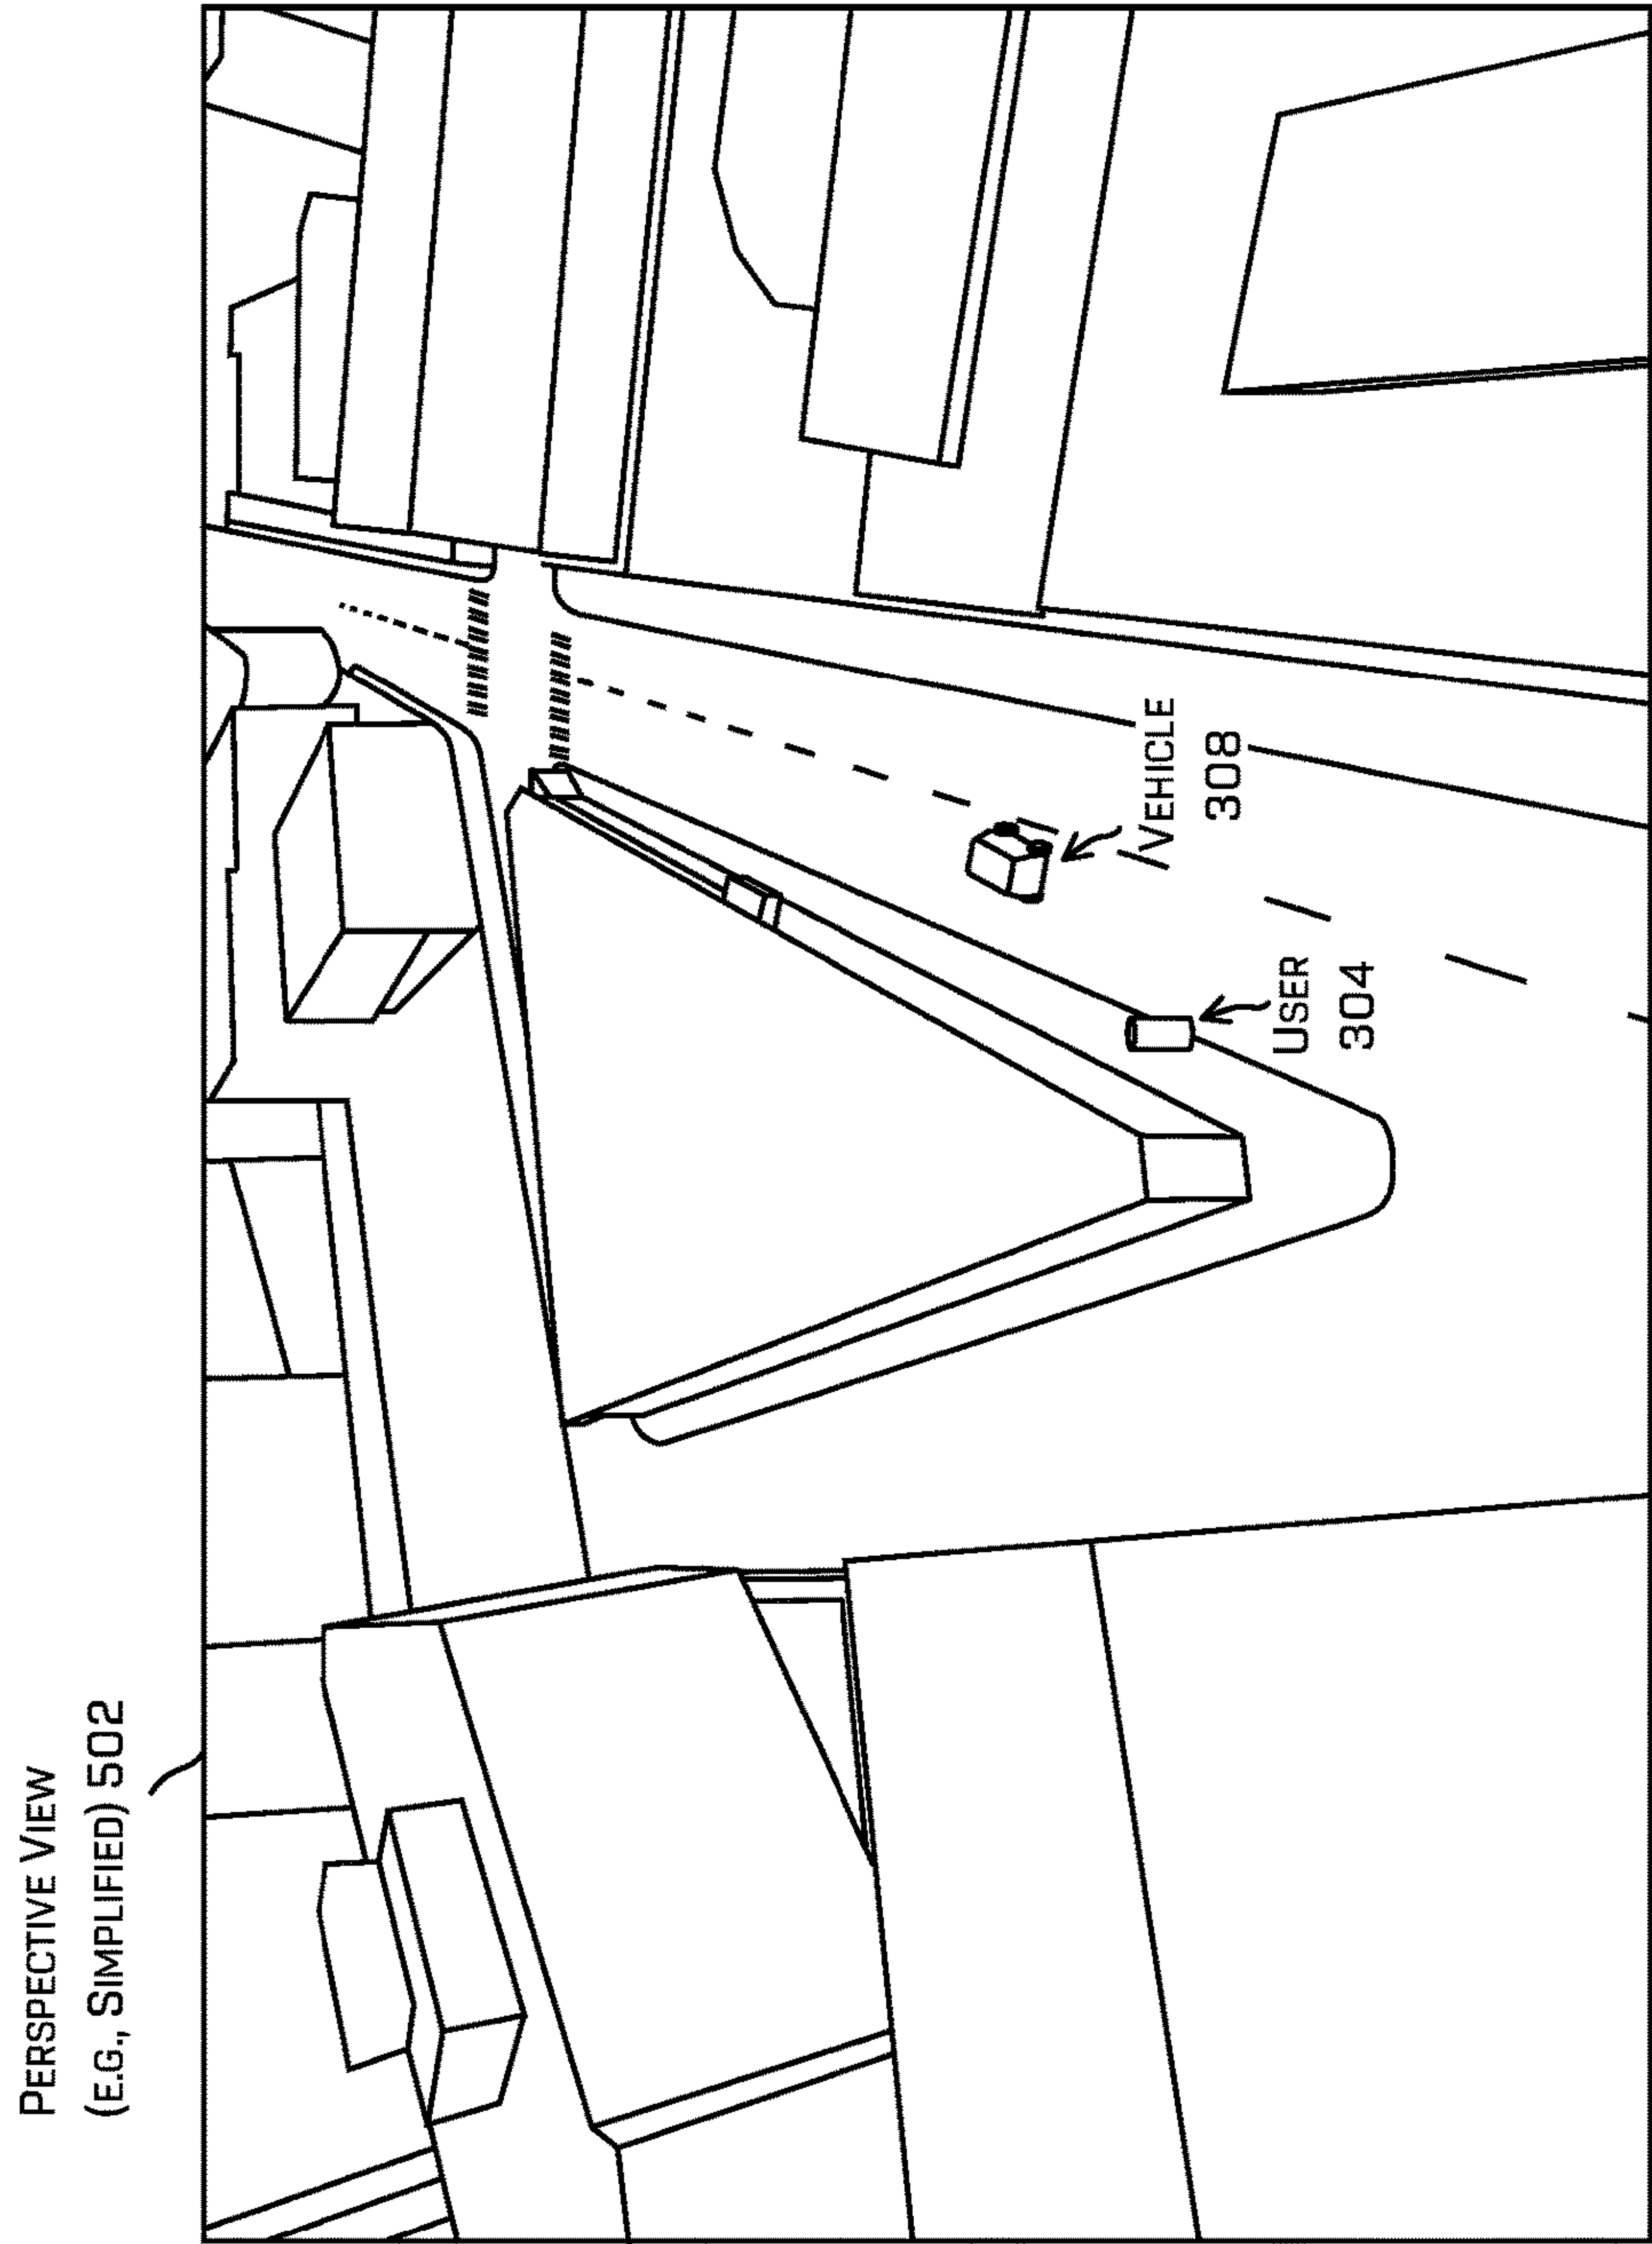 PERSPECTIVE VIEW
(E.G., SIMPLIFIED) 502
VEHICLE
308
USER
304